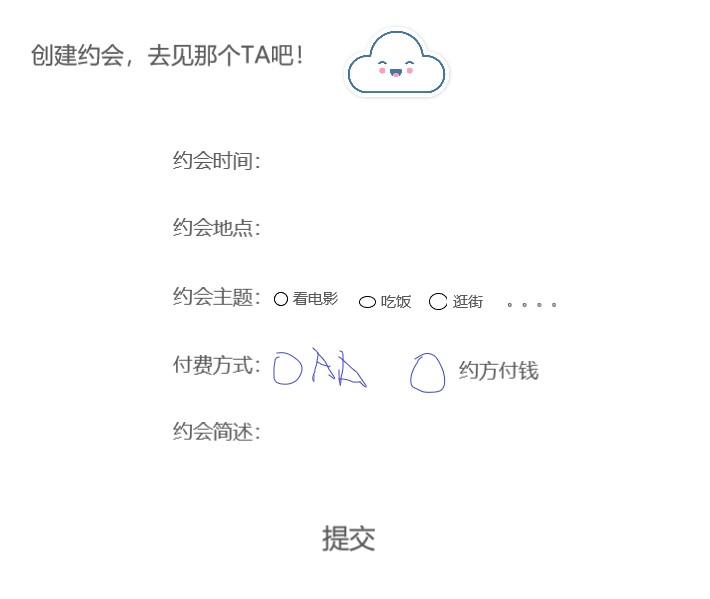 创建约会，去见那个TA吧！
约会时间：
约会地点：
约会主题： 看电影 吃饭 逛街 。。。。
付费方式： AA 约方付钱
约会简述：
提交